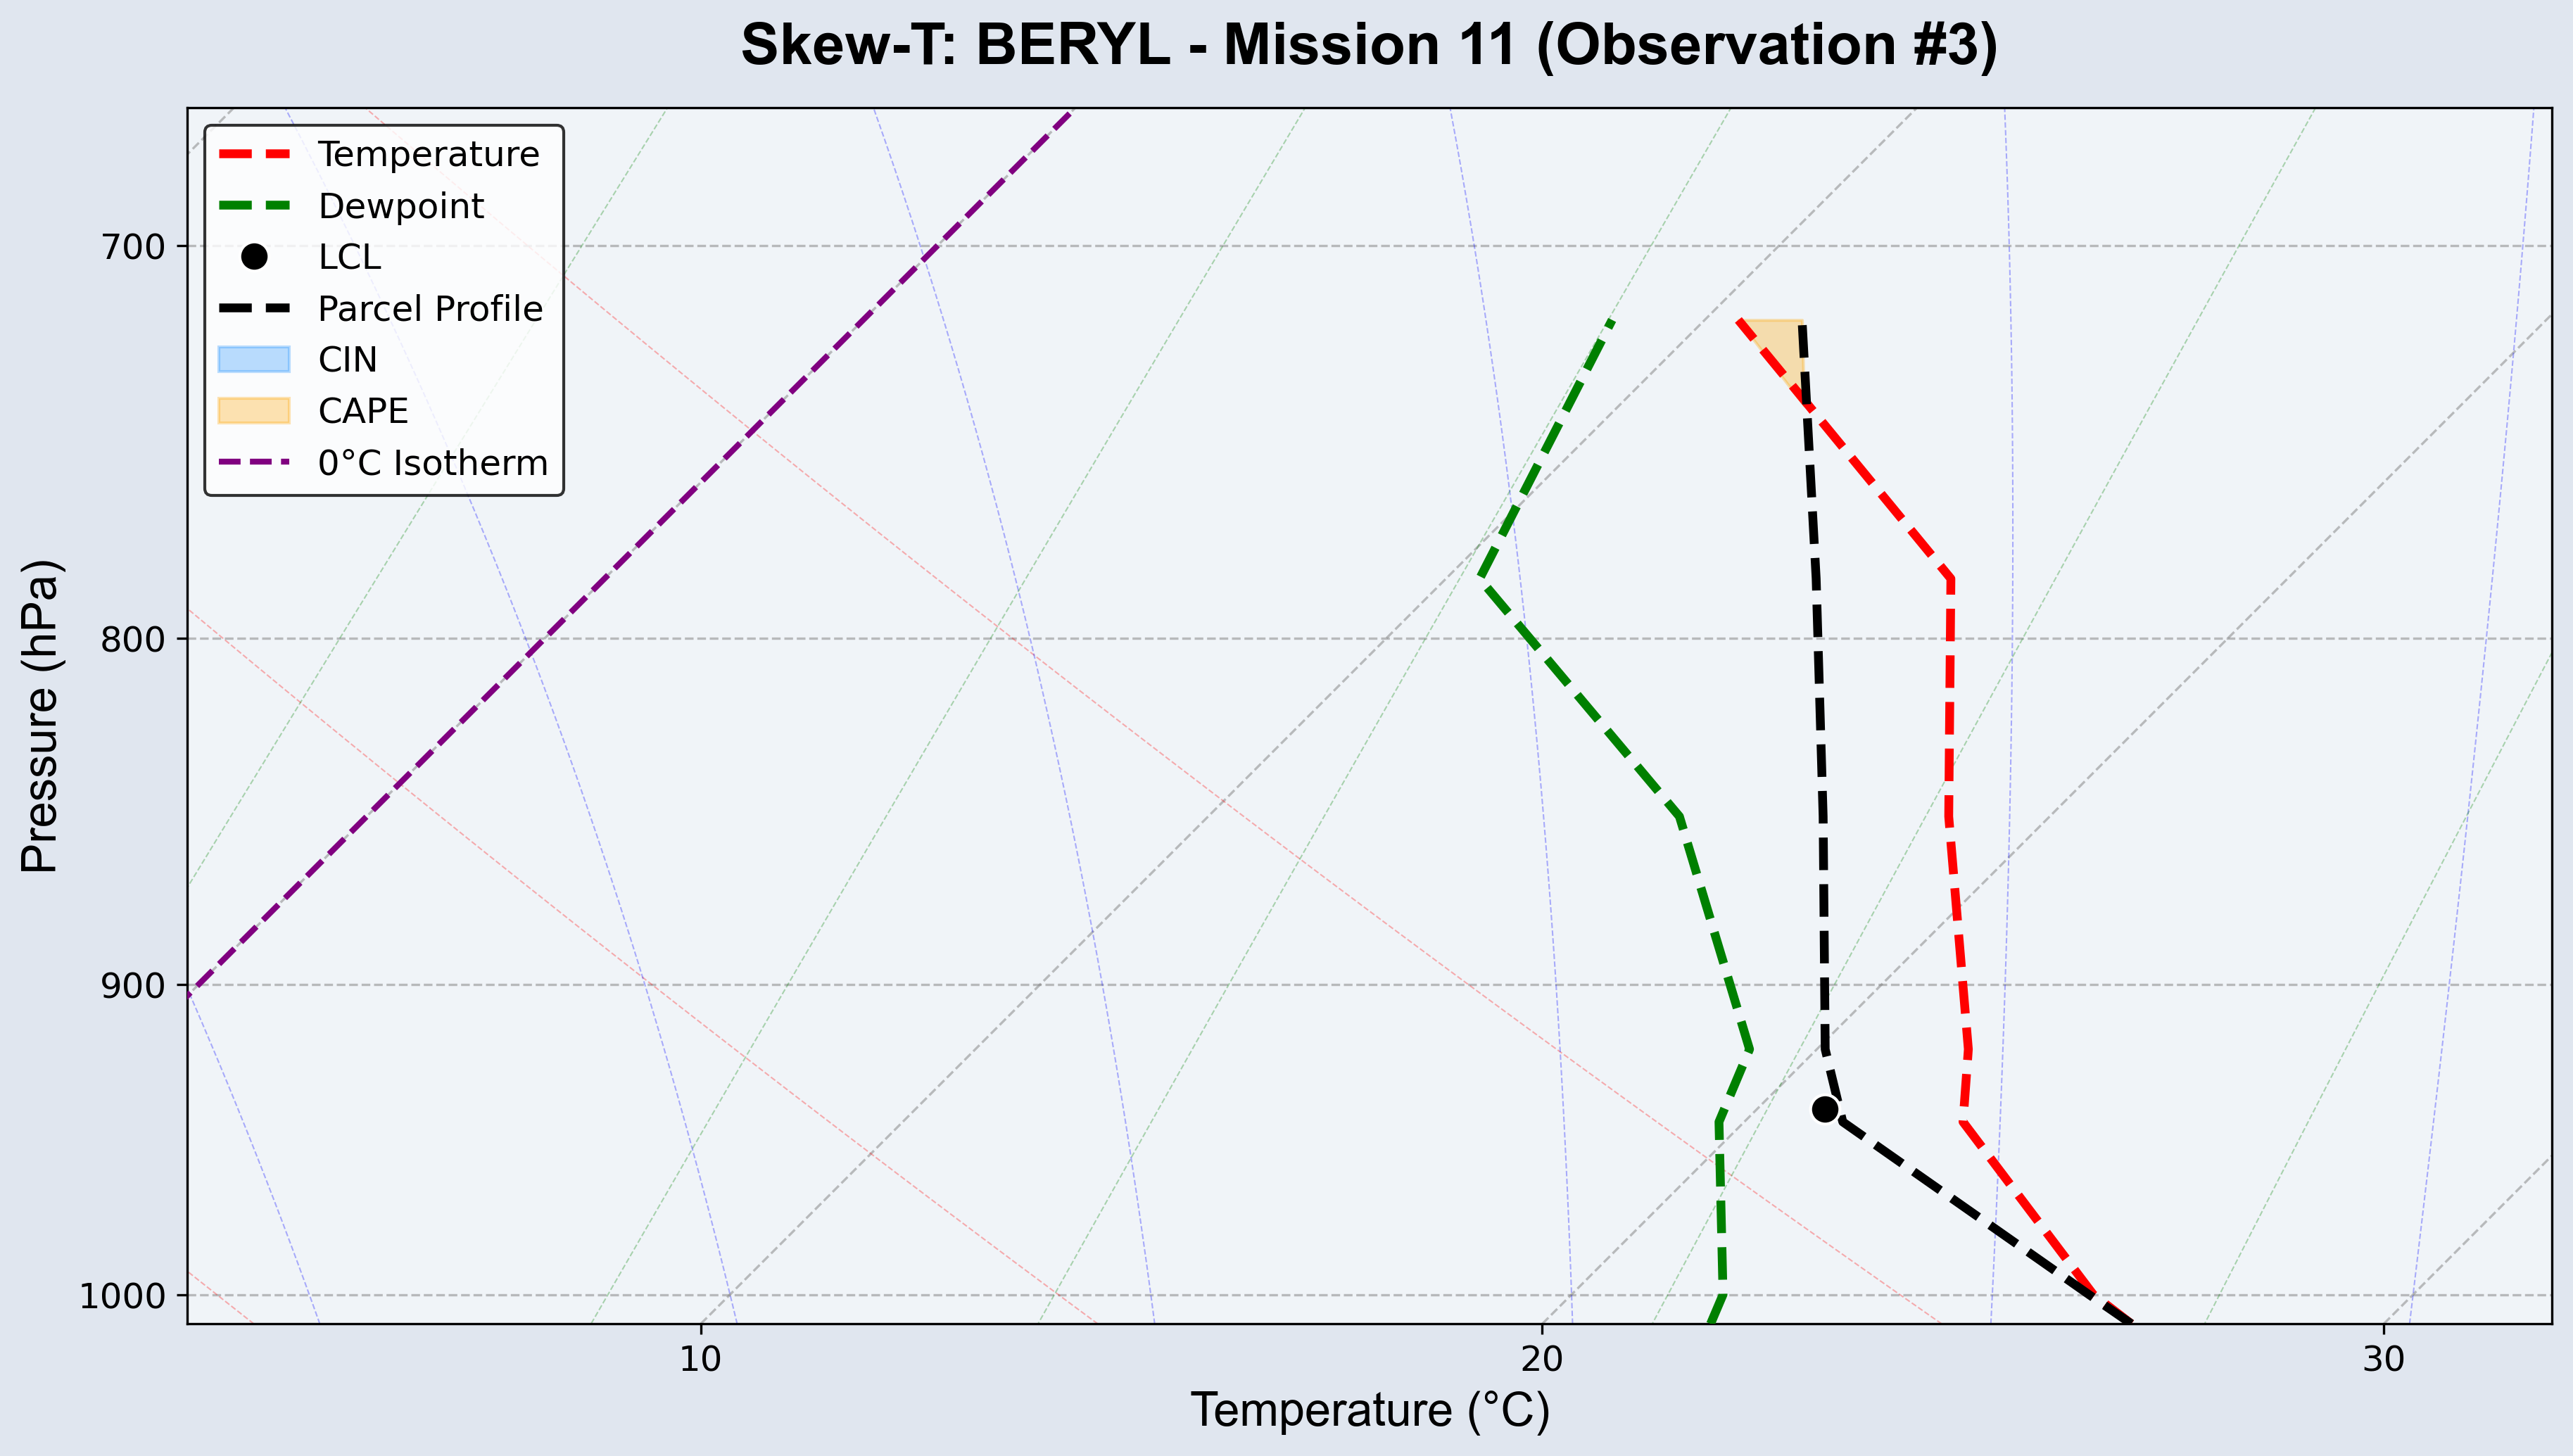 Skew-T: BERYL - Mission 11 (Observation #3)
Temperature
Dewpoint
LCL
Parcel Profile
CIN
CAPE
0°C Isotherm
Pressure (hPa)
700
800
900
1000
10
20
30
Temperature (°C)